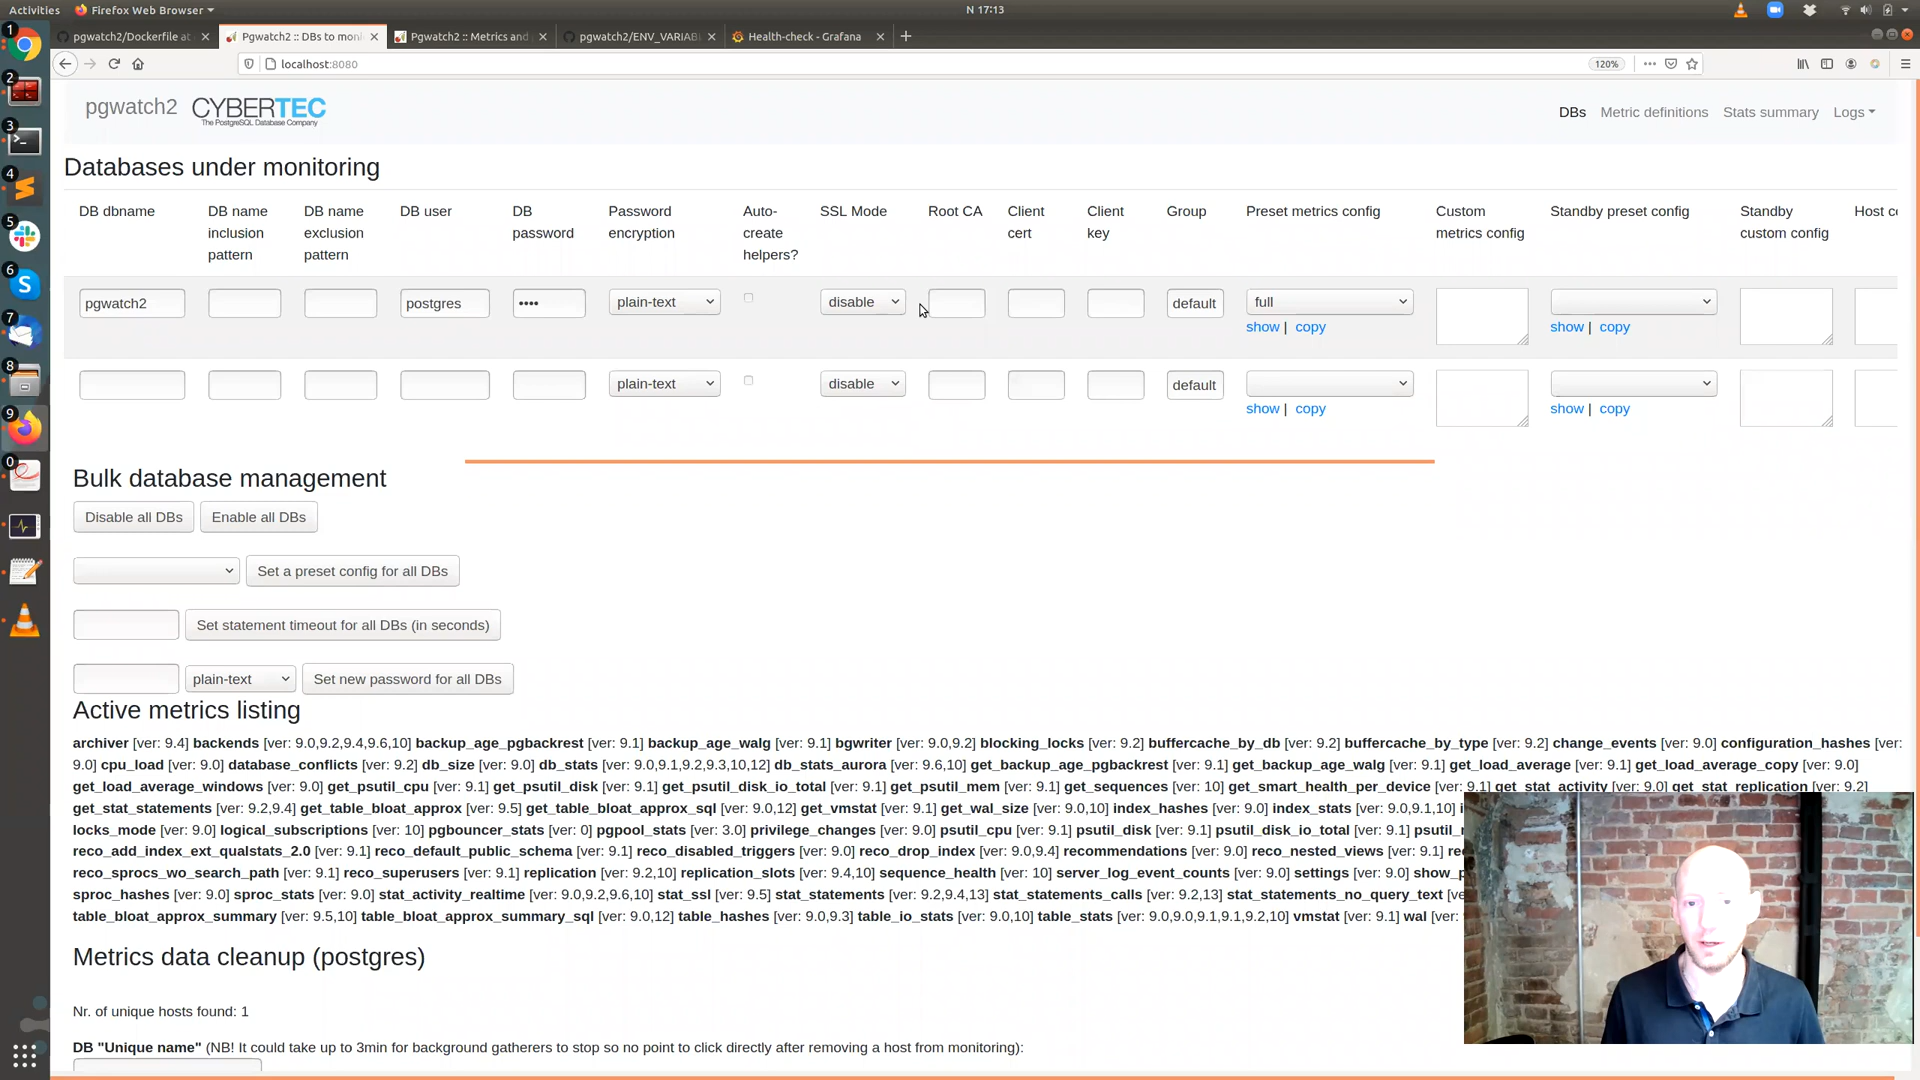 Activities Firefox Web Browser N 17:13
pgwatch2/Dockerfile at Pgwatch2 :: DBs to moni Pgwatch2 :: Metrics and pgwatch2/ENV_VARIAB Health-check - Grafana
localhost:8080 120%
pgwatch2 CYBERTEC
The PostgreSQL Database Company
DBs Metric definitions Stats summary Logs
Databases under monitoring
DB dbname DB name inclusion pattern DB name exclusion pattern DB user DB password Password encryption Auto-create helpers? SSL Mode Root CA Client cert Client key Group Preset metrics config Custom metrics config Standby preset config Standby custom config Host co
pgwatch2 postgres •••• plain-text disable default full
show | copy show | copy
plain-text disable default
show | copy show | copy
Bulk database management
Disable all DBs Enable all DBs
Set a preset config for all DBs
Set statement timeout for all DBs (in seconds)
plain-text Set new password for all DBs
Active metrics listing
archiver [ver: 9.4] backends [ver: 9.0,9.2,9.4,9.6,10] backup_age_pgbackrest [ver: 9.1] backup_age_walg [ver: 9.1] bgwriter [ver: 9.0,9.2] blocking_locks [ver: 9.2] buffercache_by_db [ver: 9.2] buffercache_by_type [ver: 9.2] change_events [ver: 9.0] configuration_hashes [ver:
9.0] cpu_load [ver: 9.0] database_conflicts [ver: 9.2] db_size [ver: 9.0] db_stats [ver: 9.0,9.1,9.2,9.3,10,12] db_stats_aurora [ver: 9.6,10] get_backup_age_pgbackrest [ver: 9.1] get_backup_age_walg [ver: 9.1] get_load_average [ver: 9.1] get_load_average_copy [ver: 9.0]
get_load_average_windows [ver: 9.0] get_psutil_cpu [ver: 9.1] get_psutil_disk [ver: 9.1] get_psutil_disk_io_total [ver: 9.1] get_psutil_mem [ver: 9.1] get_sequences [ver: 10] get_smart_health_per_device [ver: 9.1] get_stat_activity [ver: 9.0] get_stat_replication [ver: 9.2]
get_stat_statements [ver: 9.2,9.4] get_table_bloat_approx [ver: 9.5] get_table_bloat_approx_sql [ver: 9.0,12] get_vmstat [ver: 9.1] get_wal_size [ver: 9.0,10] index_hashes [ver: 9.0] index_stats [ver: 9.0,9.1,10]
locks_mode [ver: 9.0] logical_subscriptions [ver: 10] pgbouncer_stats [ver: 0] pgpool_stats [ver: 3.0] privilege_changes [ver: 9.0] psutil_cpu [ver: 9.1] psutil_disk [ver: 9.1] psutil_disk_io_total [ver: 9.1]
reco_add_index_ext_qualstats_2.0 [ver: 9.1] reco_default_public_schema [ver: 9.1] reco_disabled_triggers [ver: 9.0] reco_drop_index [ver: 9.0,9.4] recommendations [ver: 9.0] reco_nested_views [ver: 9.1]
reco_sprocs_wo_search_path [ver: 9.1] reco_superusers [ver: 9.1] replication [ver: 9.2,10] replication_slots [ver: 9.4,10] sequence_health [ver: 10] server_log_event_counts [ver: 9.0] settings [ver: 9.0]
sproc_hashes [ver: 9.0] sproc_stats [ver: 9.0] stat_activity_realtime [ver: 9.0,9.2,9.6,10] stat_ssl [ver: 9.5] stat_statements [ver: 9.2,9.4,13] stat_statements_calls [ver: 9.2,13] stat_statements_no_query_text [ver:
table_bloat_approx_summary [ver: 9.5,10] table_bloat_approx_summary_sql [ver: 9.0,12] table_hashes [ver: 9.0,9.3] table_io_stats [ver: 9.0,10] table_stats [ver: 9.0,9.0,9.1,9.1,9.2,10] vmstat [ver: 9.1] wal [ver:
Metrics data cleanup (postgres)
Nr. of unique hosts found: 1
DB "Unique name" (NB! It could take up to 3min for background gatherers to stop so no point to click directly after removing a host from monitoring):